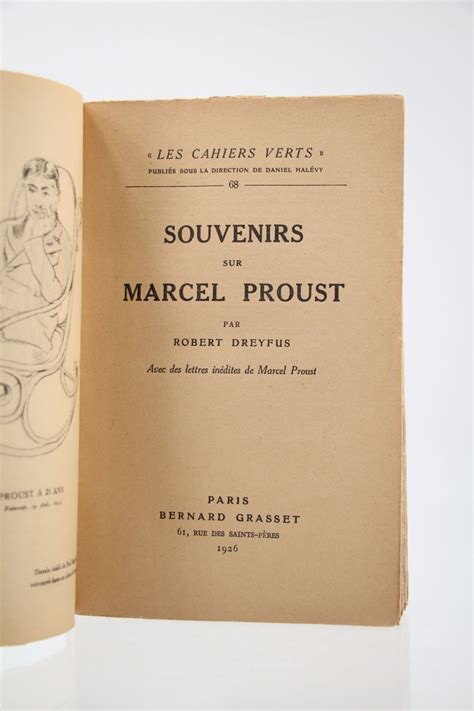 PROUST A 21 ANS
« LES CAHIERS VERTS »
PUBLIÉS SOUS LA DIRECTION DE DANIEL HALÉVY
68
SOUVENIRS
SUR
MARCEL PROUST
PAR
ROBERT DREYFUS
Avec des lettres inédites de Marcel Proust
PARIS
BERNARD GRASSET
61, RUE DES SAINTS-PÈRES
1926